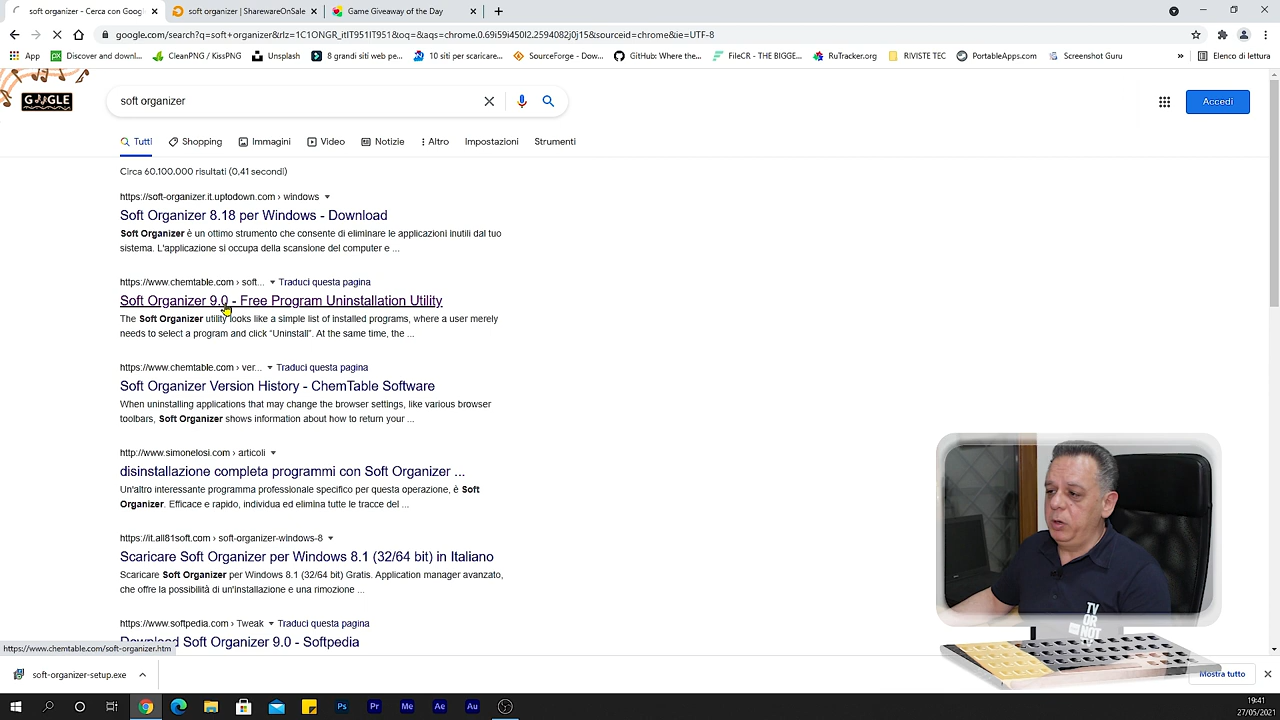 soft organizer - Cerca con Googl
soft organizer | SharewareOnSale
Game Giveaway of the Day
google.com/search?q=soft+organizer&rlz=1C1ONGR_itIT951IT951&oq=&aqs=chrome.0.69i59i450l2.2594082j0j15&sourceid=chrome&ie=UTF-8
App
Discover and downl...
CleanPNG / KissPNG
Unsplash
8 grandi siti web pe...
10 siti per scaricare...
SourceForge - Dow...
GitHub: Where the...
FileCR - THE BIGGE...
RuTracker.org
RIVISTE TEC
PortableApps.com
Screenshot Guru
»
Elenco di lettura
GOOGLE
soft organizer
Accedi
Tutti
Shopping
Immagini
Video
Notizie
Altro
Impostazioni
Strumenti
Circa 60.100.000 risultati (0,41 secondi)
https://soft-organizer.it.uptodown.com › windows
Soft Organizer 8.18 per Windows - Download
Soft Organizer è un ottimo strumento che consente di eliminare le applicazioni inutili dal tuo
sistema. L'applicazione si occupa della scansione del computer e ...
https://www.chemtable.com › soft... Traduci questa pagina
Soft Organizer 9.0 - Free Program Uninstallation Utility
The Soft Organizer utility looks like a simple list of installed programs, where a user merely
needs to select a program and click “Uninstall”. At the same time, the ...
https://www.chemtable.com › ver... Traduci questa pagina
Soft Organizer Version History - ChemTable Software
When uninstalling applications that may change the browser settings, like various browser
toolbars, Soft Organizer shows information about how to return your ...
http://www.simonelosi.com › articoli
disinstallazione completa programmi con Soft Organizer ...
Un'altro interessante programma professionale specifico per questa operazione, è Soft
Organizer. Efficace e rapido, individua ed elimina tutte le tracce del ...
https://it.all81soft.com › soft-organizer-windows-8
Scaricare Soft Organizer per Windows 8.1 (32/64 bit) in Italiano
Scaricare Soft Organizer per Windows 8.1 (32/64 bit) Gratis. Application manager avanzato,
che offre la possibilità di un'installazione e una rimozione ...
https://www.softpedia.com › Tweak Traduci questa pagina
Download Soft Organizer 9.0 - Softpedia
https://www.chemtable.com/soft-organizer.htm
TV
OR
NOT
TV
soft-organizer-setup.exe
Mostra tutto
Ps
Pr
Me
Ae
Au
19:41
27/05/2021